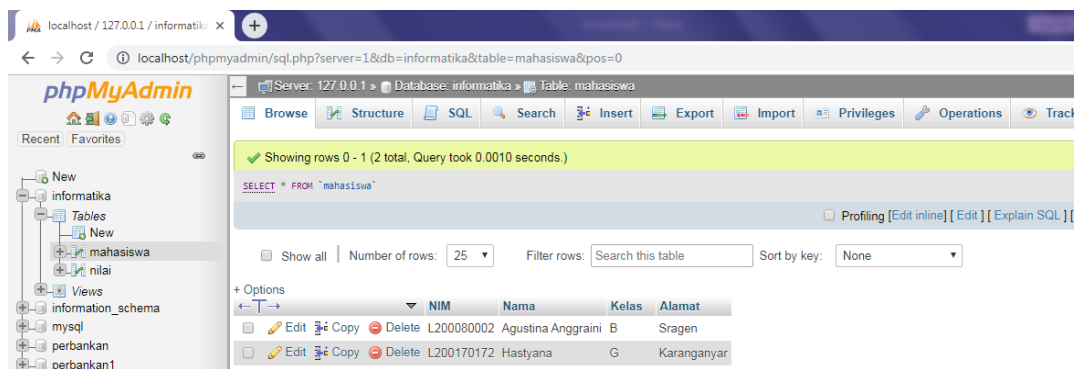 localhost / 127.0.0.1 / informatika
localhost/phpmyadmin/sql.php?server=1&db=informatika&table=mahasiswa&pos=0
phpMyAdmin
Recent Favorites
New
informatika
Tables
New
mahasiswa
nilai
Views
information_schema
mysql
perbankan
perbankan1
Server: 127.0.0.1 » Database: informatika » Table: mahasiswa
Browse Structure SQL Search Insert Export Import Privileges Operations Track
Showing rows 0 - 1 (2 total, Query took 0.0010 seconds.)
SELECT * FROM `mahasiswa`
Profiling [Edit inline] [ Edit ] [ Explain SQL ] [
Show all Number of rows: 25 Filter rows: Search this table Sort by key: None
+ Options
←T→ NIM Nama Kelas Alamat
Edit Copy Delete L200080002 Agustina Anggraini B Sragen
Edit Copy Delete L200170172 Hastyana G Karanganyar